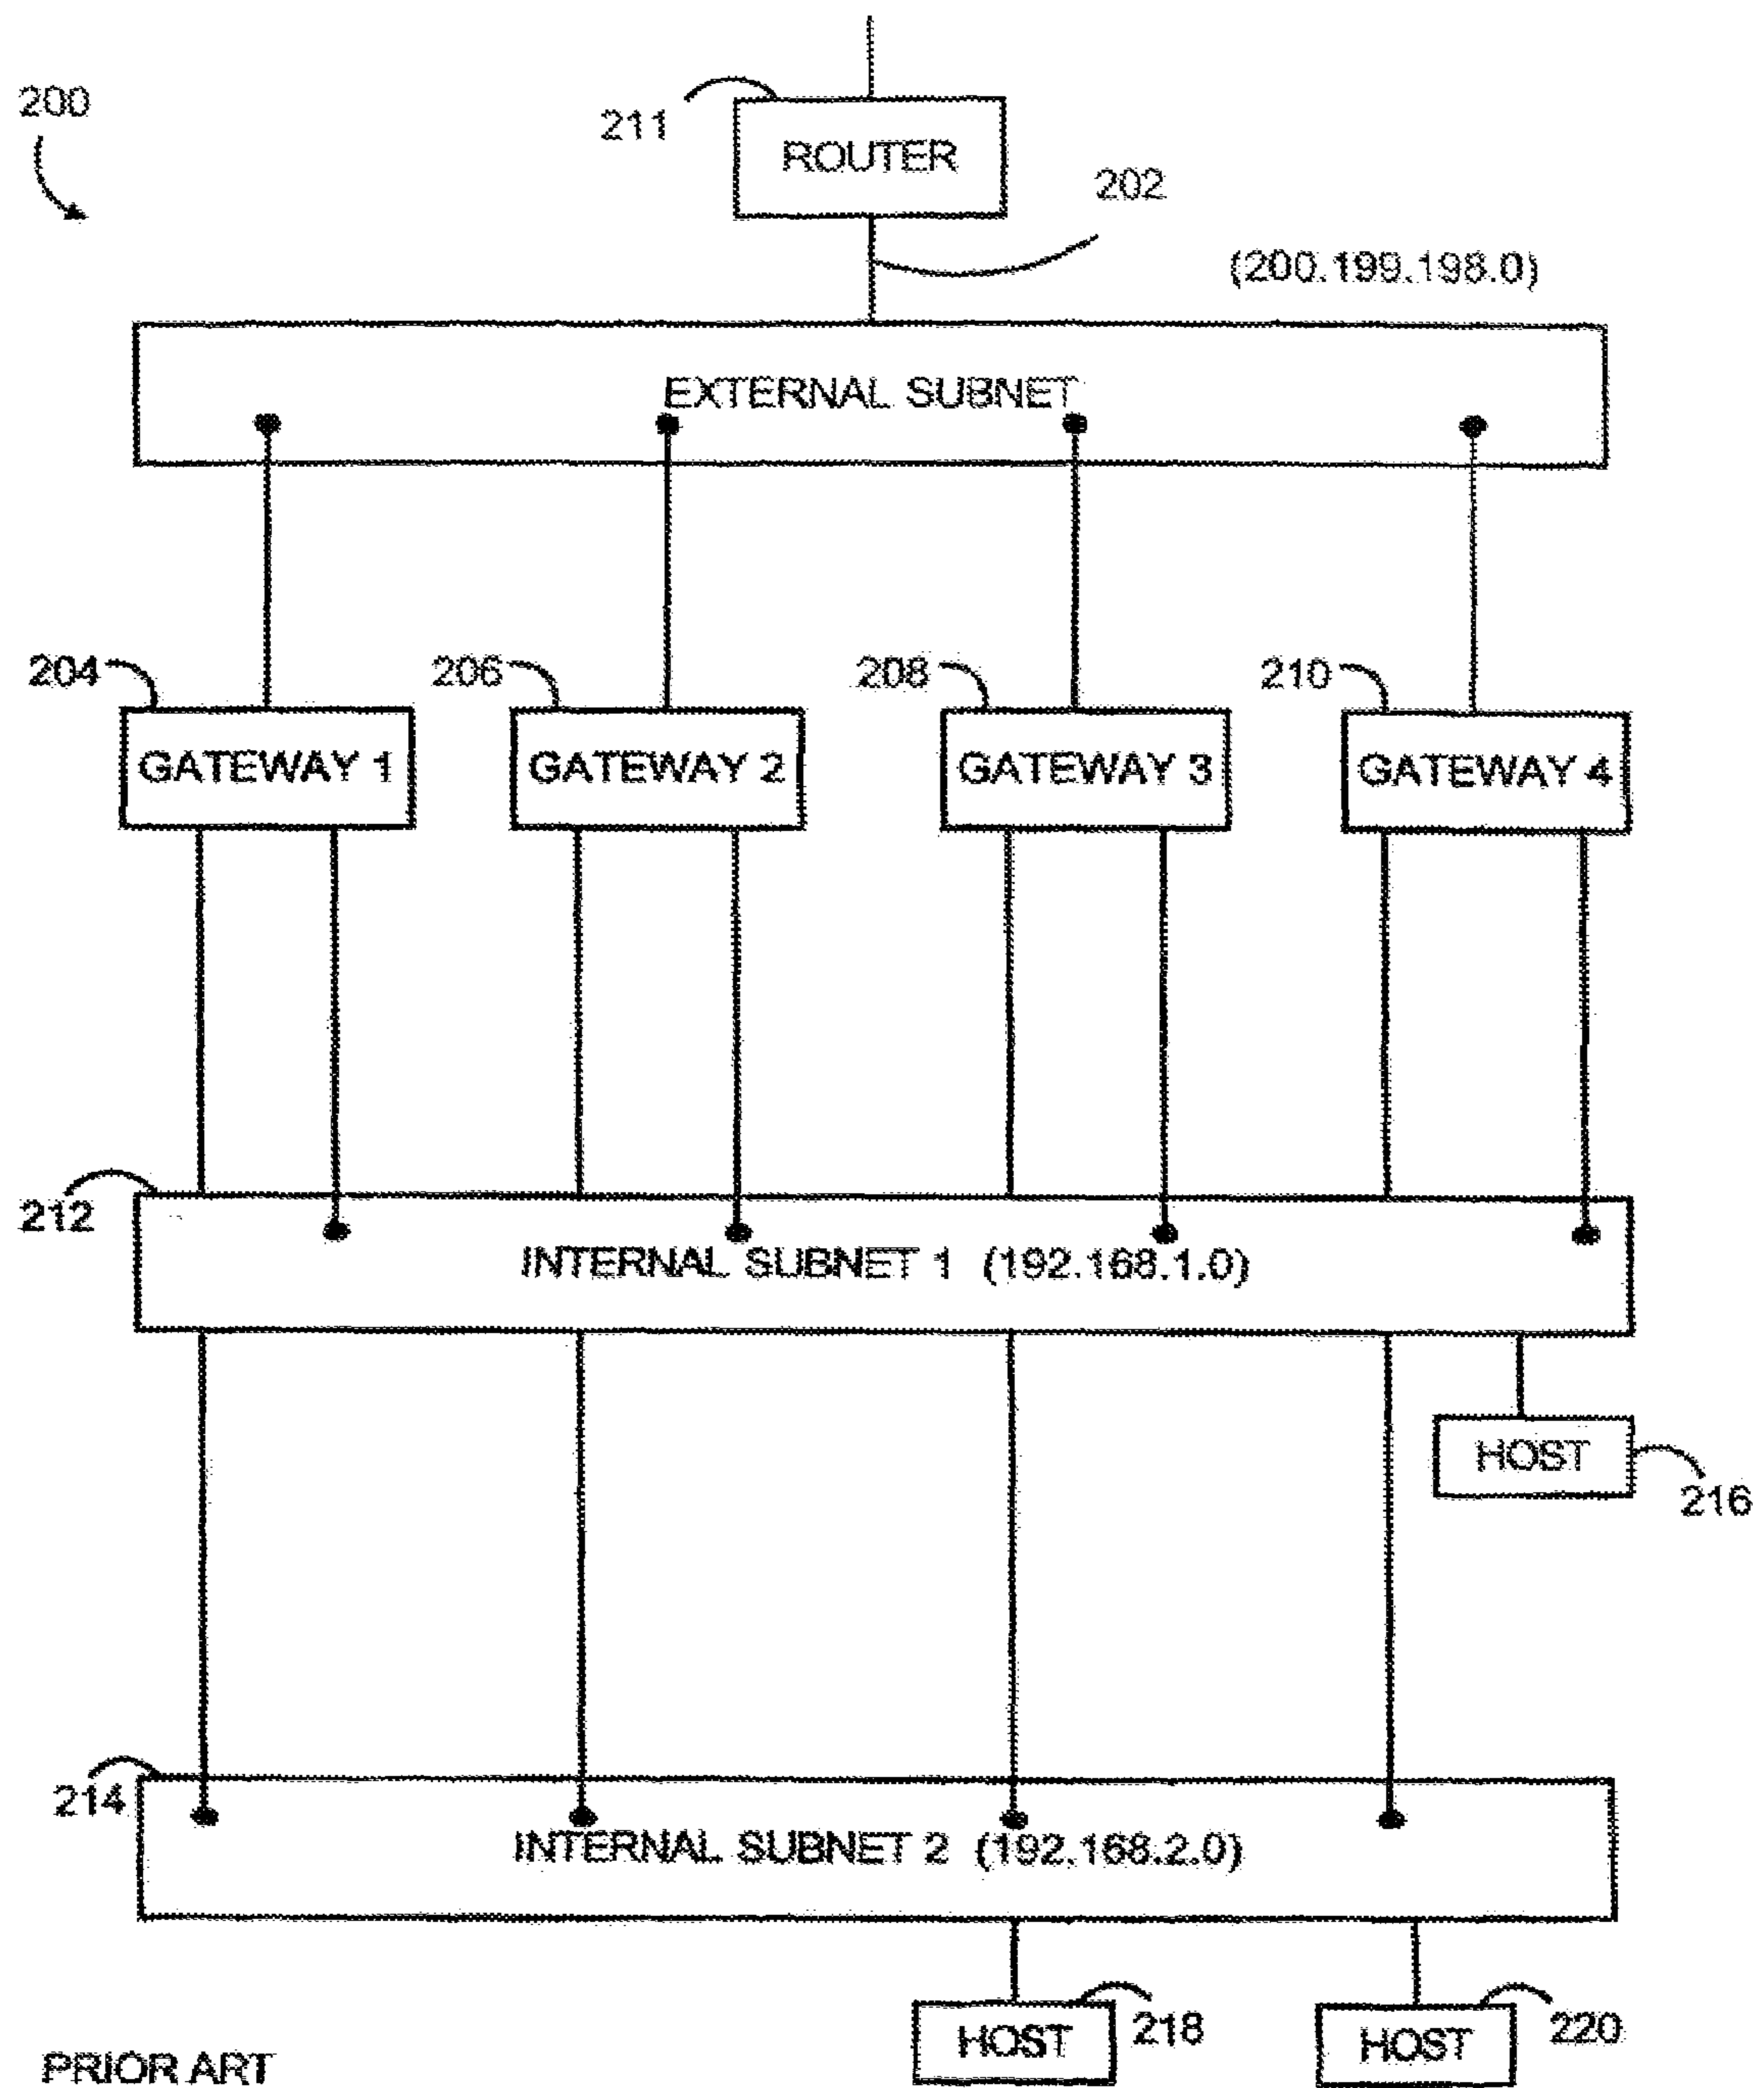 200
211
ROUTER
202
(200.199.198.0)
EXTERNAL SUBNET
204
206
208
210
GATEWAY 1
GATEWAY 2
GATEWAY 3
GATEWAY 4
212
INTERNAL SUBNET 1 (192.168.1.0)
HOST
216
214
INTERNAL SUBNET 2 (192.168.2.0)
HOST
218
HOST
220
PRIOR ART